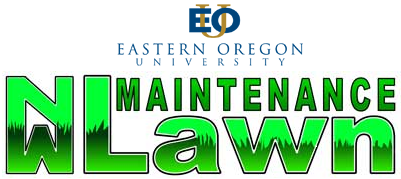 EOU
EASTERN OREGON
UNIVERSITY
NW Lawn MAINTENANCE